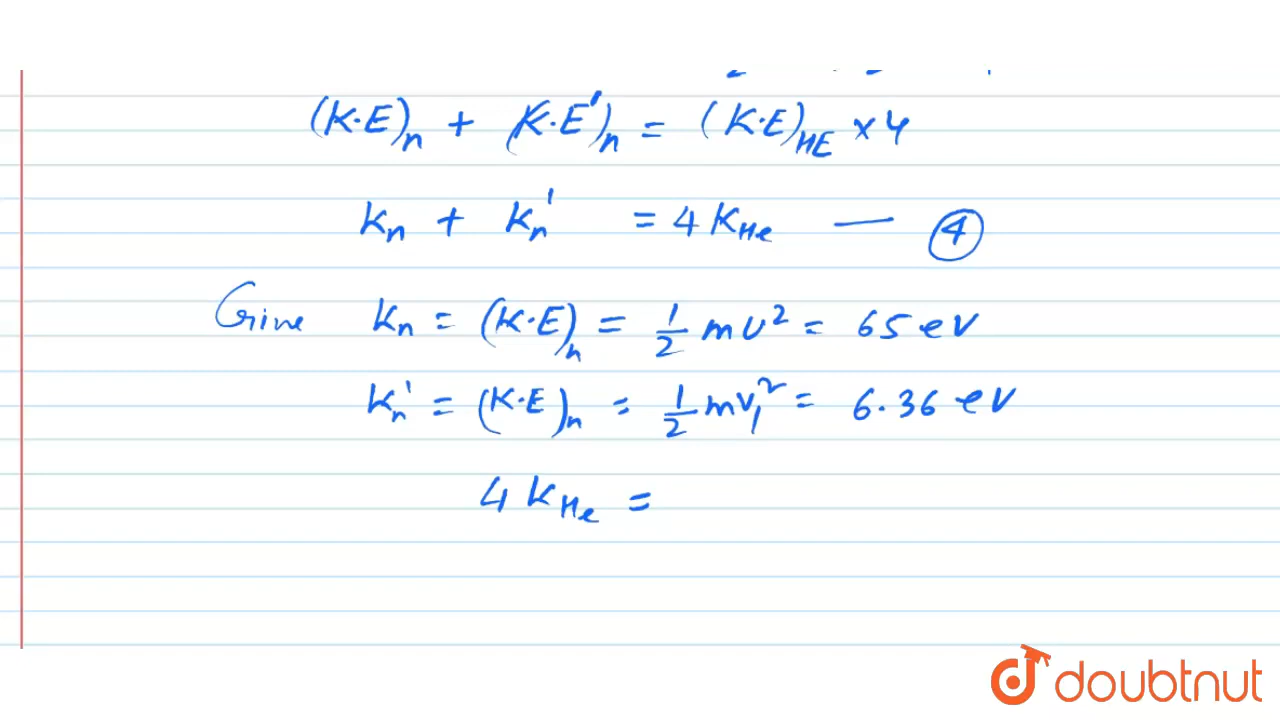 (K.E)n + (K.E')n = (K.E)HE × 4
Kn + Kn' = 4 KHe — ④
Give Kn = (K.E)n = 1/2 mu² = 65 eV
Kn' = (K.E)n = 1/2 mv₁² = 6.36 eV
4 KHe =
doubtnut